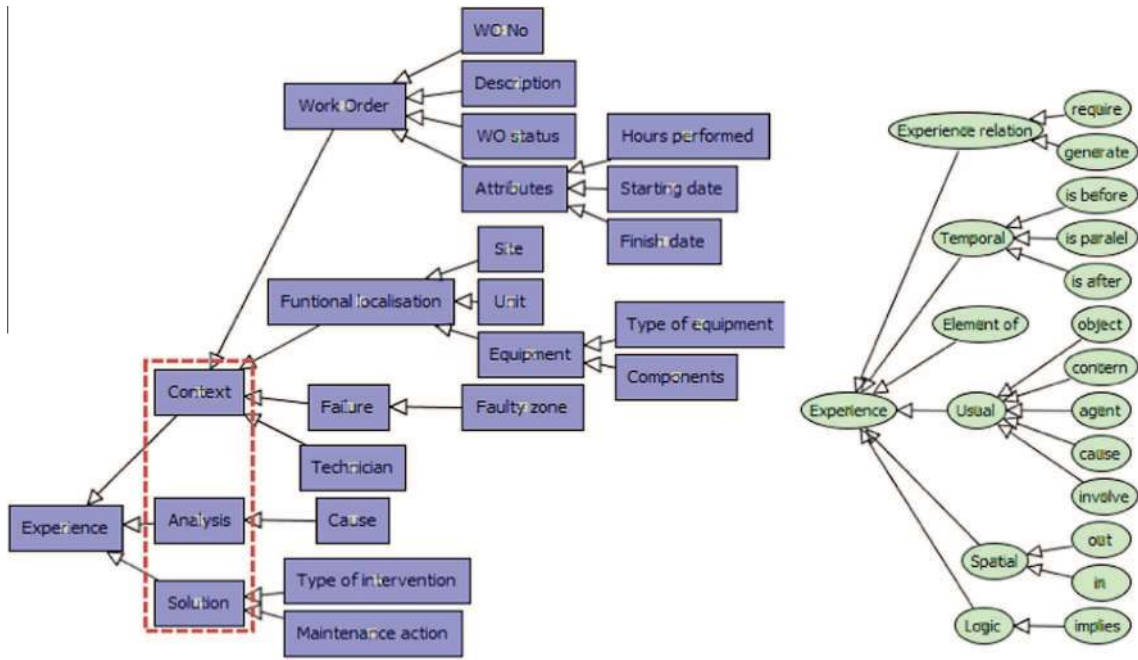 WO No
Description
Work Order
WO status
Hours performed
Attributes
Starting date
Finish date
Site
Funtional localisation
Unit
Type of equipment
Equipment
Components
Context
Failure
Faulty zone
Technician
Experience
Analysis
Cause
Type of intervention
Solution
Maintenance action
require
Experience relation
generate
is before
Temporal
is paralel
is after
Element of
object
concern
Experience
Usual
agent
cause
involve
out
Spatial
in
Logic
implies